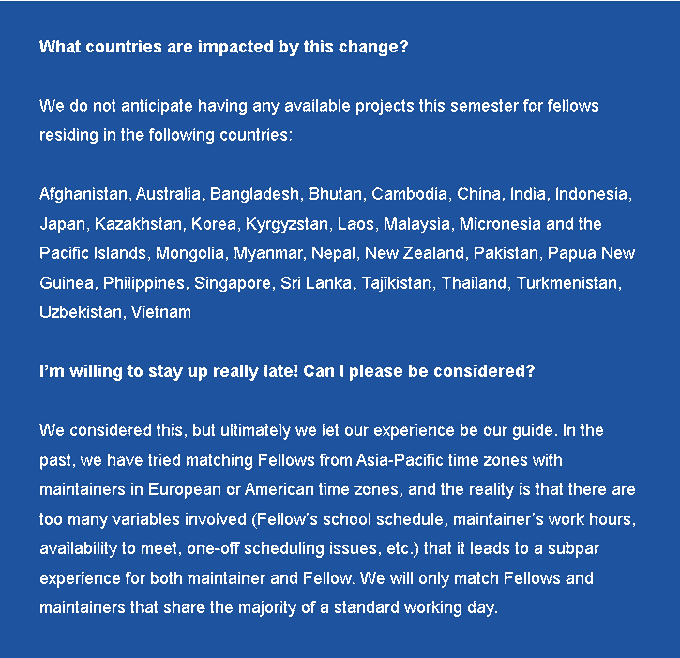 What countries are impacted by this change?
We do not anticipate having any available projects this semester for fellows
residing in the following countries:
Afghanistan, Australia, Bangladesh, Bhutan, Cambodia, China, India, Indonesia,
Japan, Kazakhstan, Korea, Kyrgyzstan, Laos, Malaysia, Micronesia and the
Pacific Islands, Mongolia, Myanmar, Nepal, New Zealand, Pakistan, Papua New
Guinea, Philippines, Singapore, Sri Lanka, Tajikistan, Thailand, Turkmenistan,
Uzbekistan, Vietnam
I'm willing to stay up really late! Can I please be considered?
We considered this, but ultimately we let our experience be our guide. In the
past, we have tried matching Fellows from Asia-Pacific time zones with
maintainers in European or American time zones, and the reality is that there are
too many variables involved (Fellow's school schedule, maintainer's work hours,
availability to meet, one-off scheduling issues, etc.) that it leads to a subpar
experience for both maintainer and Fellow. We will only match Fellows and
maintainers that share the majority of a standard working day.